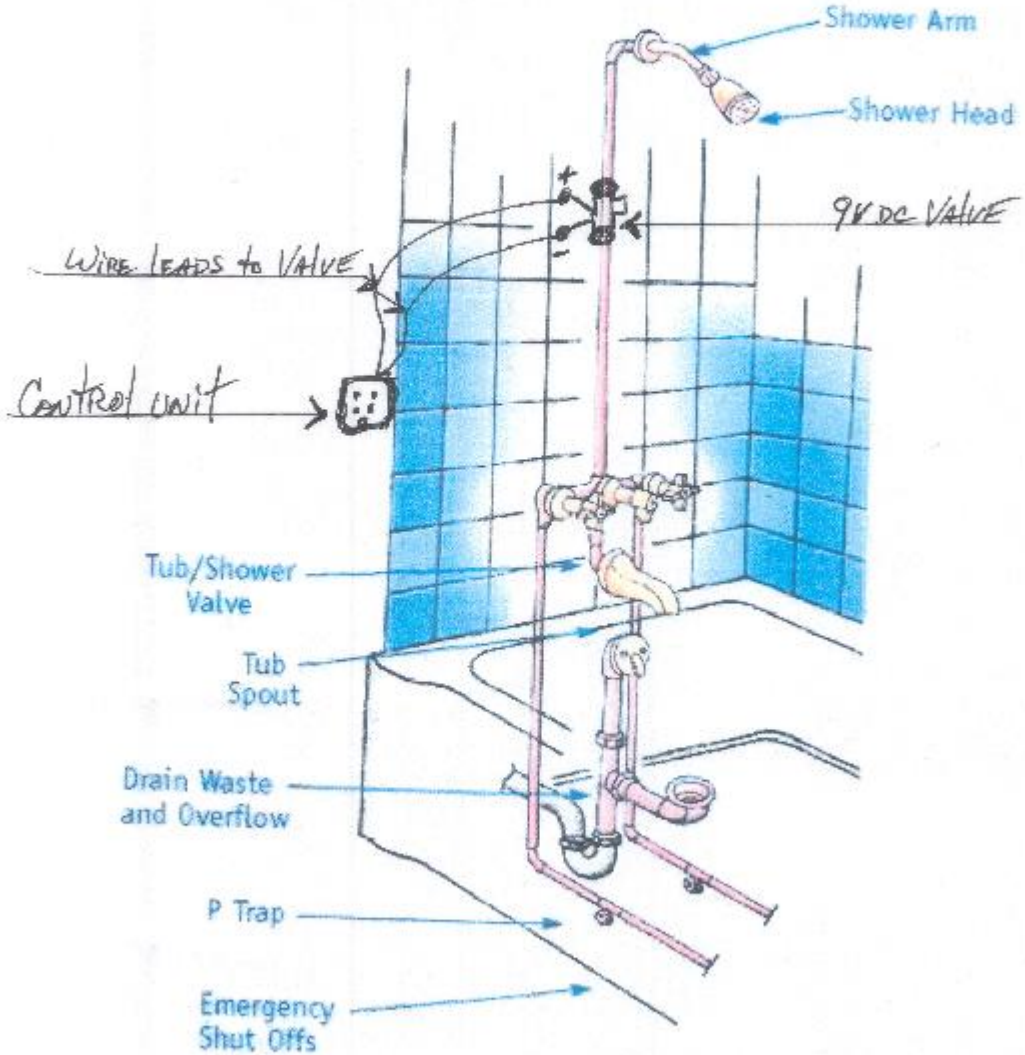 Shower Arm
Shower Head
+
9V DC VALVE
-
WIRE LEADS to VALVE
CONTROL UNIT
Tub/Shower
Valve
Tub
Spout
Drain Waste
and Overflow
P Trap
Emergency
Shut Offs